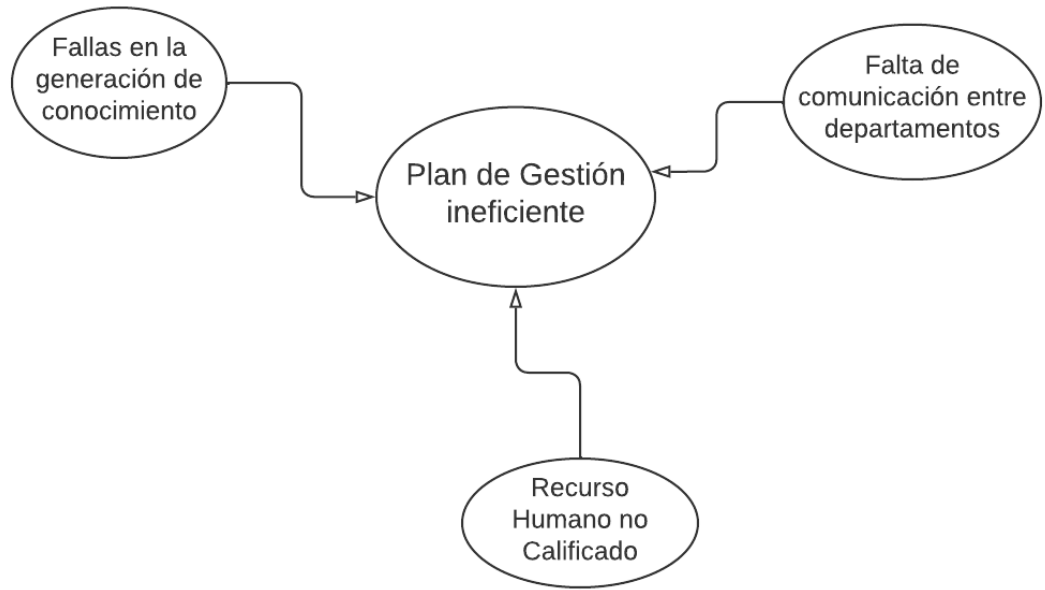 Fallas en la
generación de
conocimiento
Falta de
comunicación entre
departamentos
Plan de Gestión
ineficiente
Recurso
Humano no
Calificado